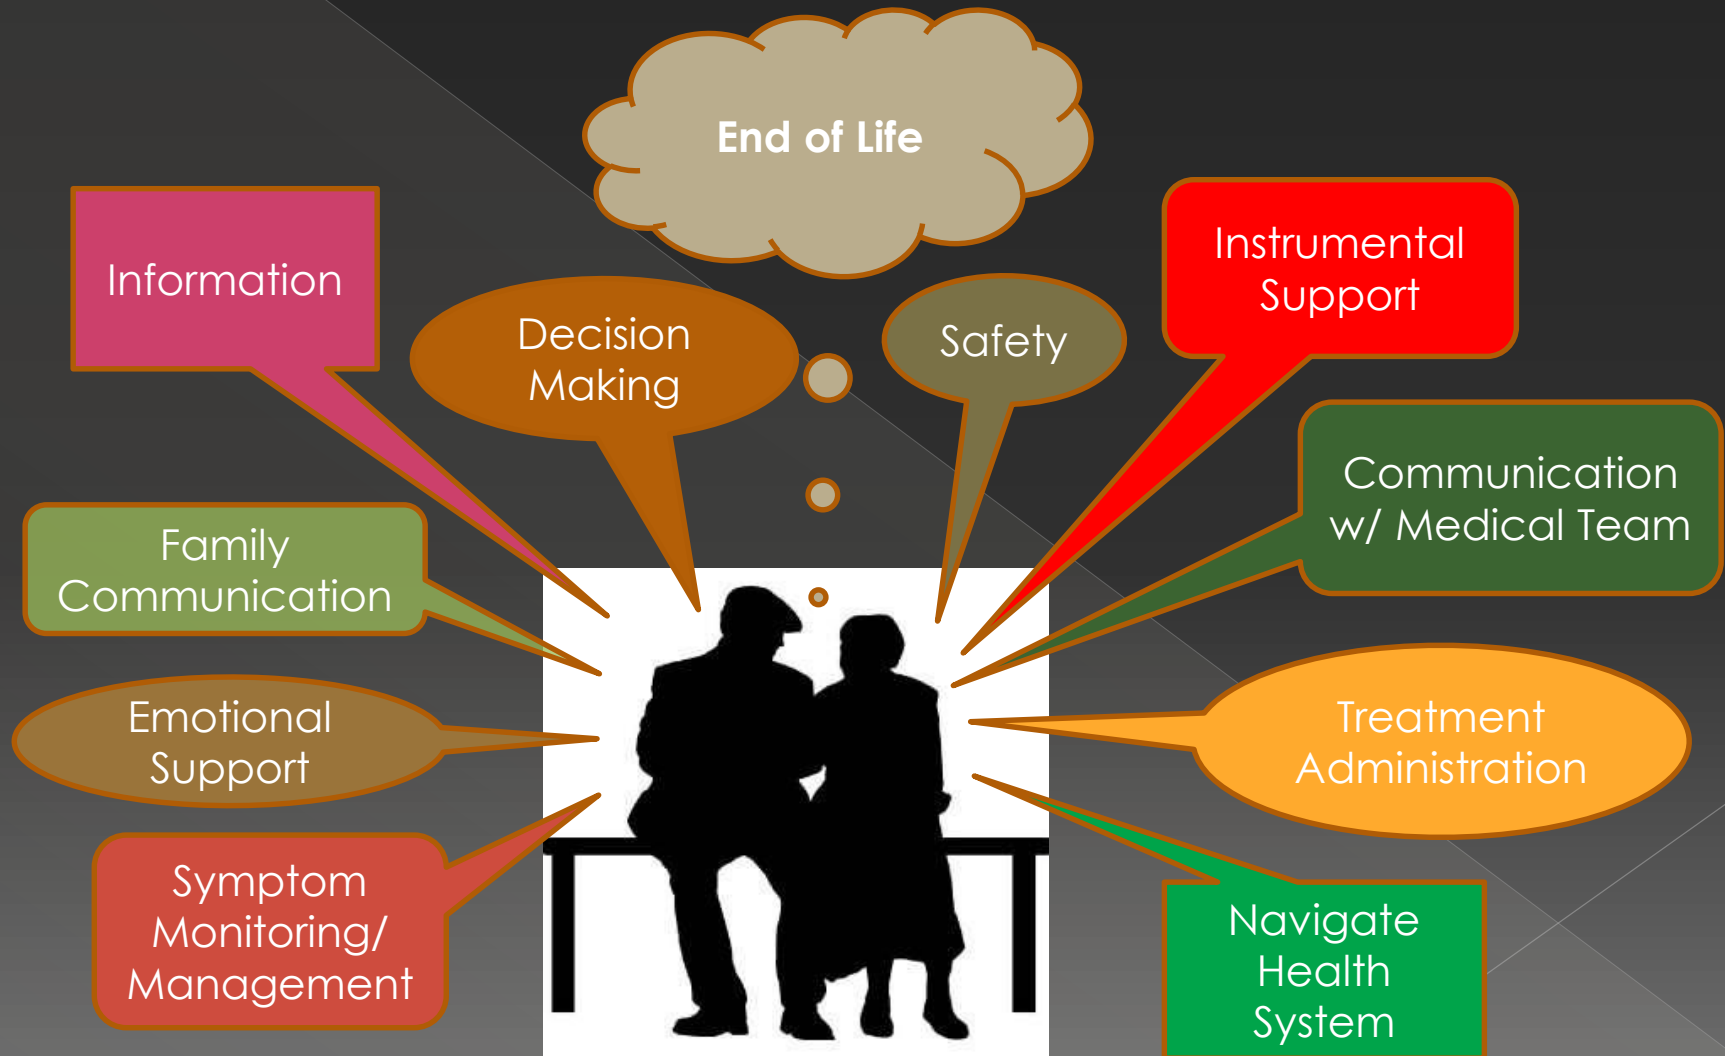 End of Life
Information
Decision
Making
Safety
Instrumental
Support
Family
Communication
Communication
w/ Medical Team
Emotional
Support
Treatment
Administration
Symptom
Monitoring/
Management
Navigate
Health
System